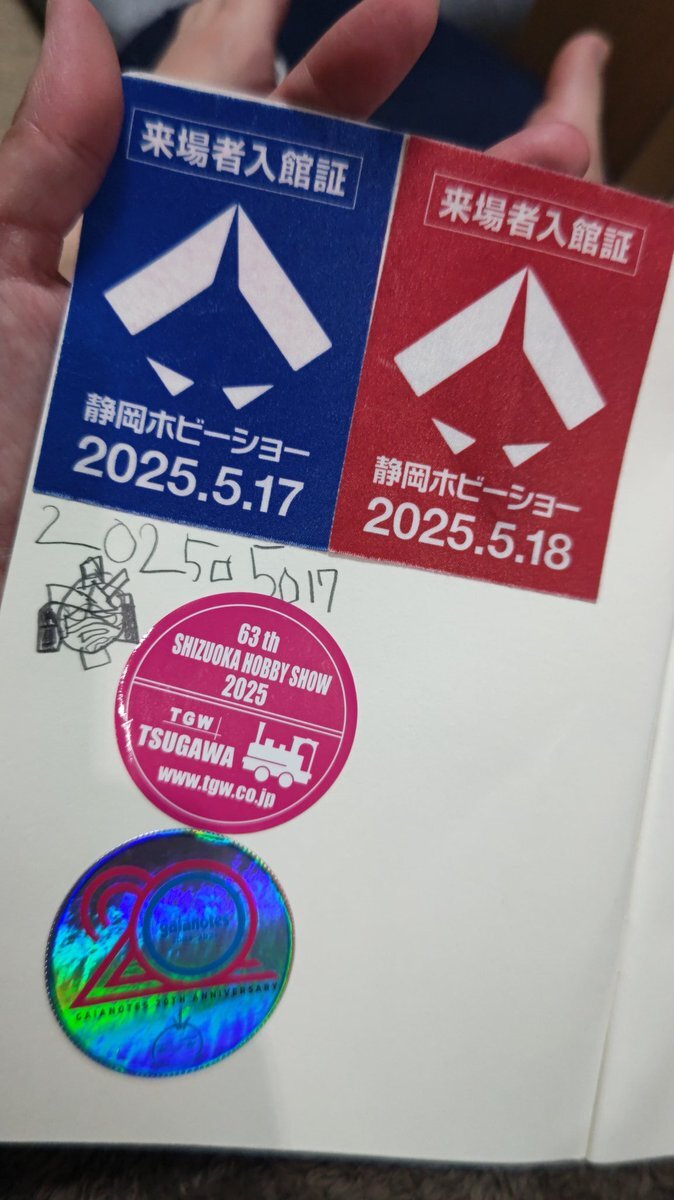 来場者入館証
静岡ホビーショー
2025.5.17
来場者入館証
静岡ホビーショー
2025.5.18
2025 5 17
63 th
SHIZUOKA HOBBY SHOW
2025
TGW
TSUGAWA
www.tgw.co.jp
20
gaianotes
GAIANOTES 20TH ANNIVERSARY